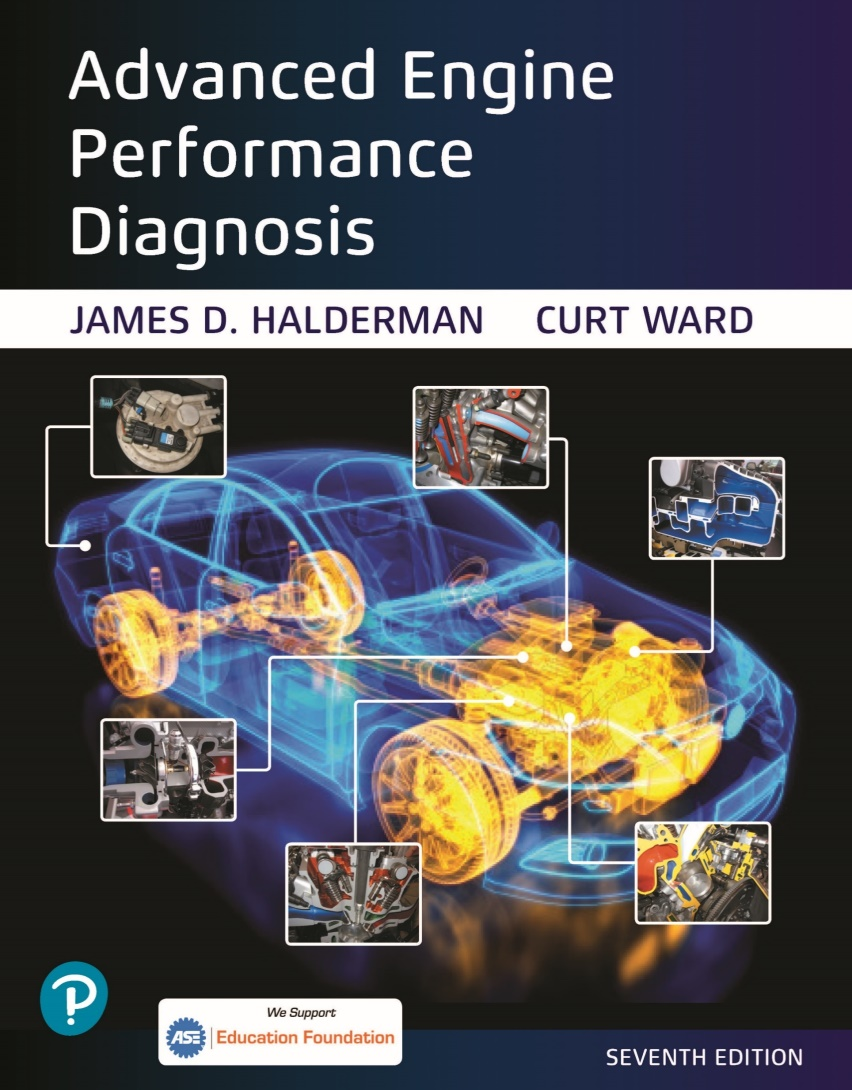 Advanced Engine
Performance
Diagnosis
JAMES D. HALDERMAN CURT WARD
P
We Support
ASE Education Foundation
SEVENTH EDITION